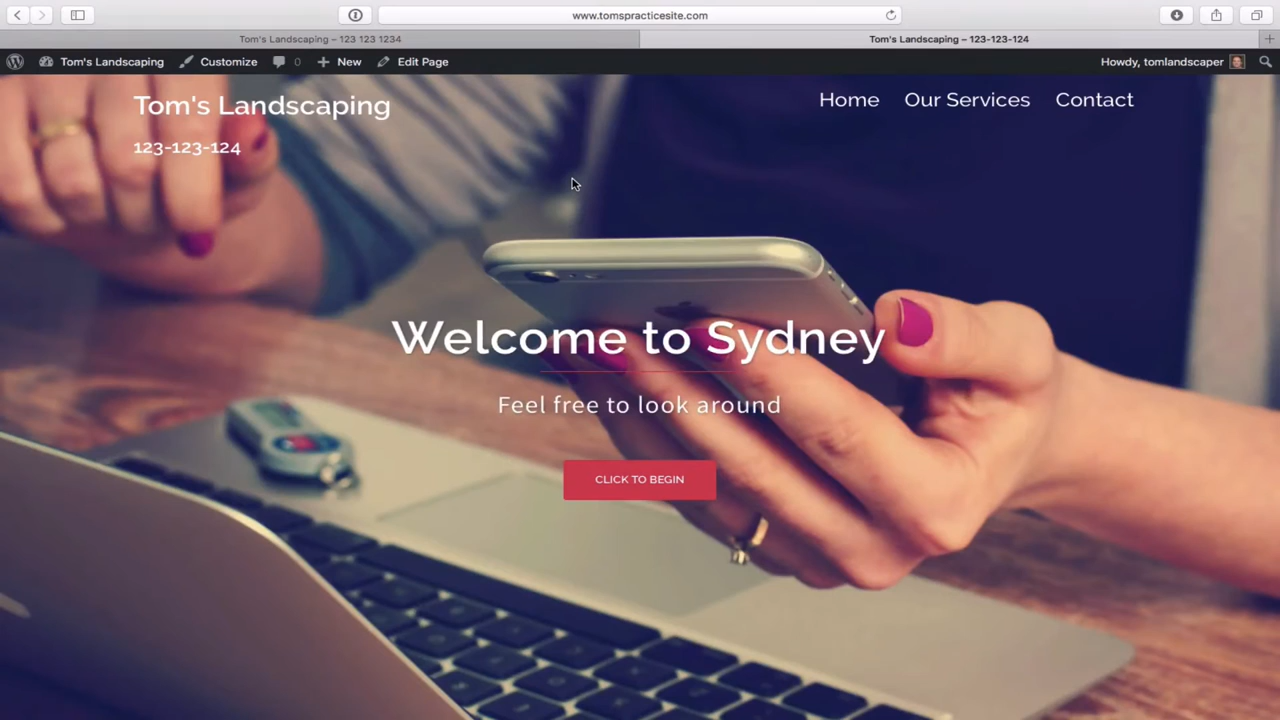 www.tomspracticesite.com
Tom's Landscaping – 123 123 1234
Tom's Landscaping – 123-123-124
Tom's Landscaping Customize 0 New Edit Page Howdy, tomlandscaper
Tom's Landscaping
Home Our Services Contact
123-123-124
Welcome to Sydney
Feel free to look around
CLICK TO BEGIN